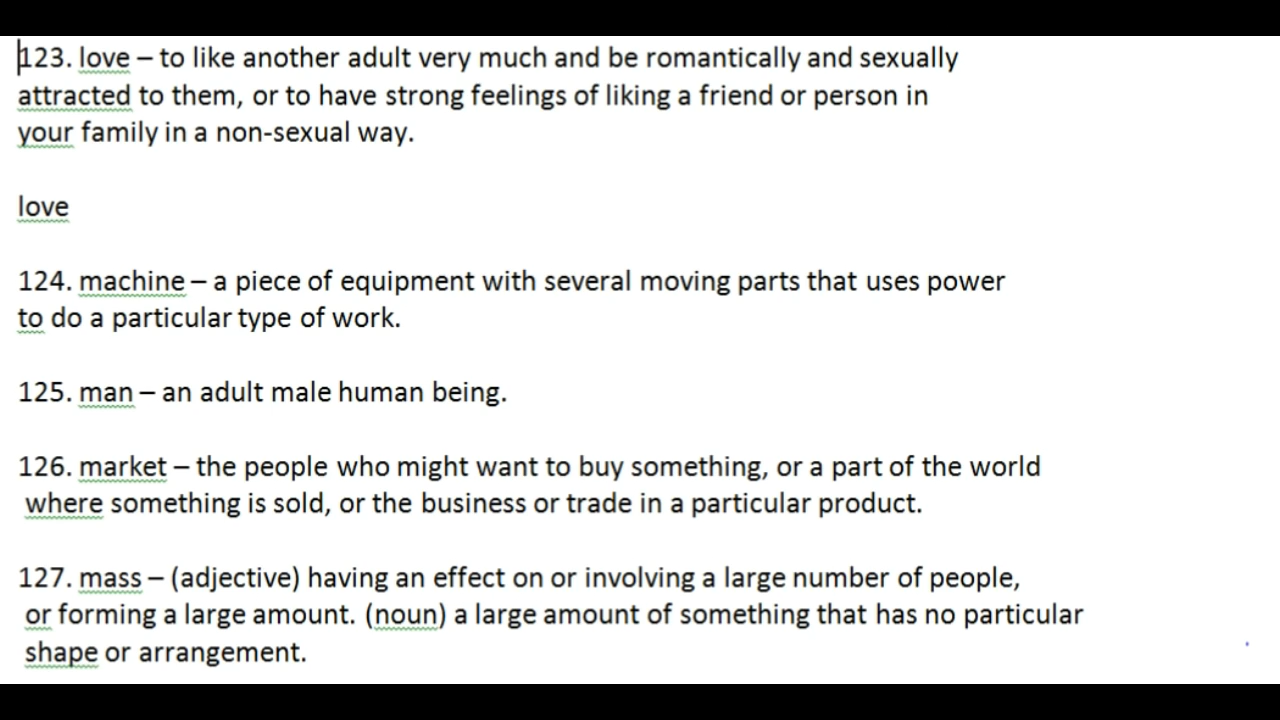 123. love – to like another adult very much and be romantically and sexually
attracted to them, or to have strong feelings of liking a friend or person in
your family in a non-sexual way.
love
124. machine – a piece of equipment with several moving parts that uses power
to do a particular type of work.
125. man – an adult male human being.
126. market – the people who might want to buy something, or a part of the world
where something is sold, or the business or trade in a particular product.
127. mass – (adjective) having an effect on or involving a large number of people,
or forming a large amount. (noun) a large amount of something that has no particular
shape or arrangement.